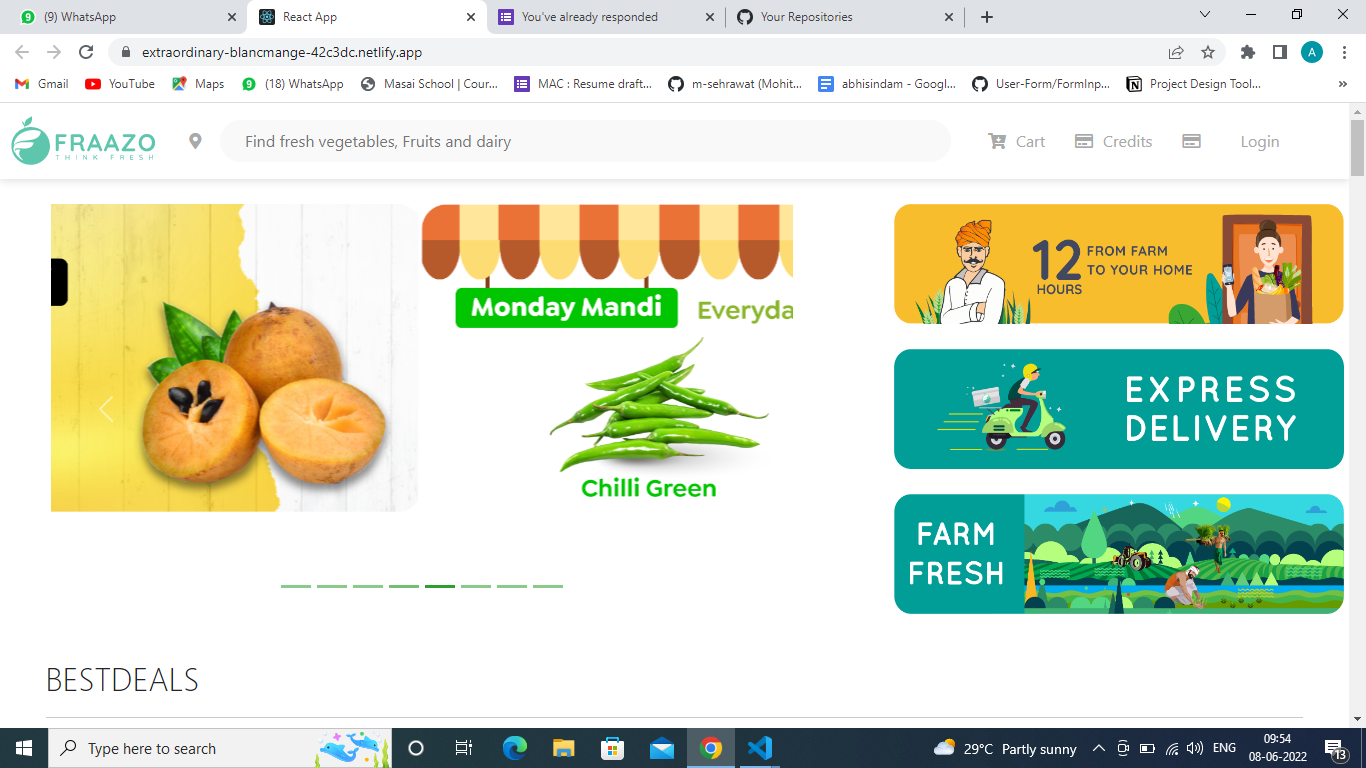 (9) WhatsApp
React App
You've already responded
Your Repositories
extraordinary-blancmange-42c3dc.netlify.app
A
Gmail
YouTube
Maps
(18) WhatsApp
Masai School | Cour...
MAC : Resume draft...
m-sehrawat (Mohit...
abhisindam - Googl...
User-Form/FormInp...
Project Design Tool...
»
FRAAZO
THINK FRESH
Find fresh vegetables, Fruits and dairy
Cart
Credits
Login
Monday Mandi
Everyda
Chilli Green
12
HOURS
FROM FARM
TO YOUR HOME
EXPRESS
DELIVERY
FARM
FRESH
BESTDEALS
Type here to search
29°C Partly sunny
ENG
09:54
08-06-2022
13